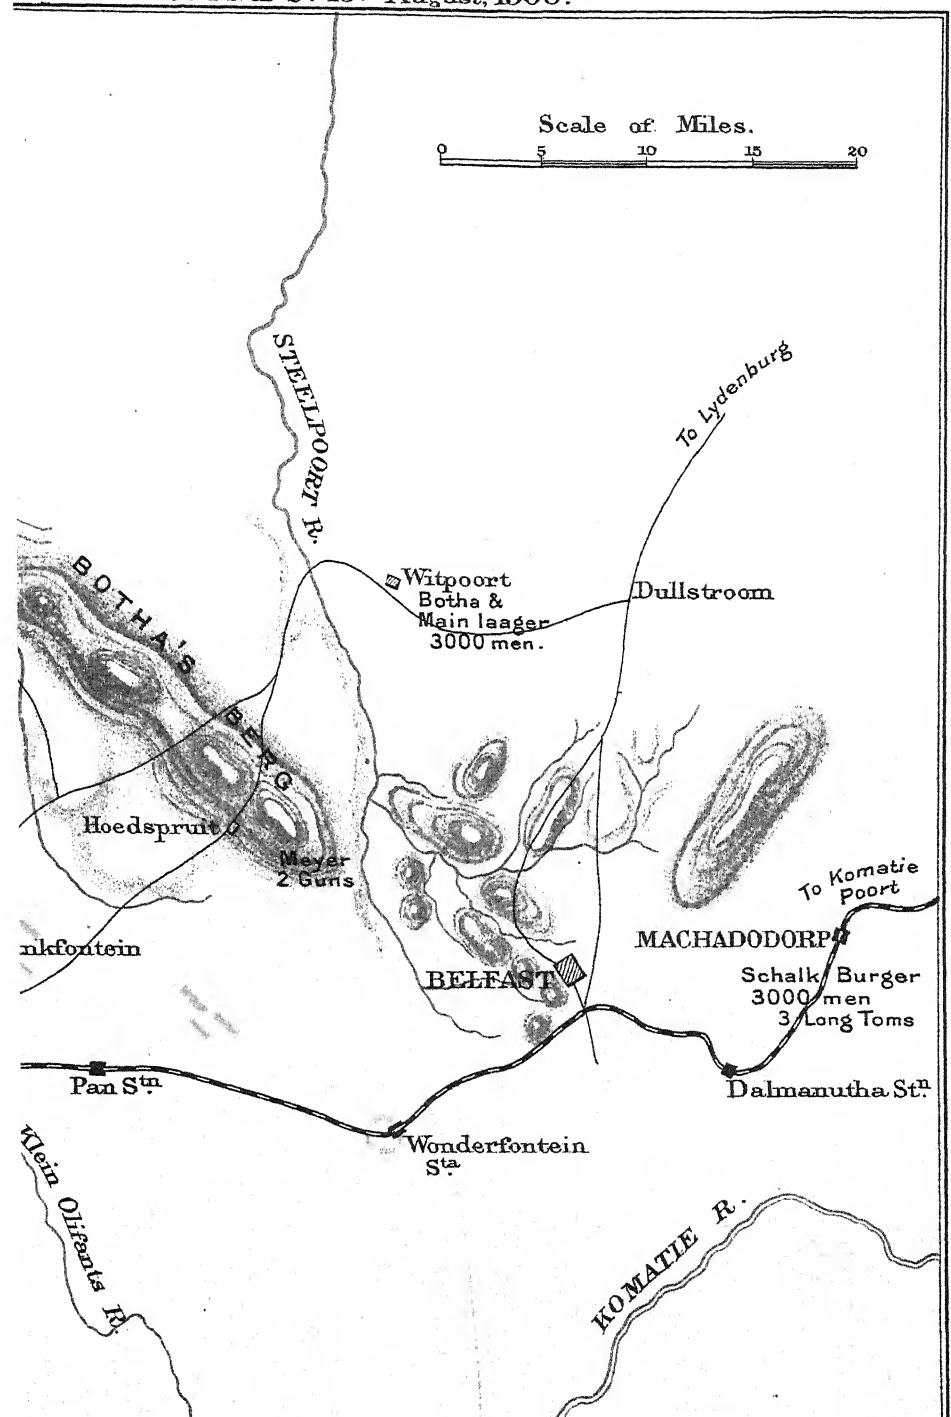 August, 1900.
Scale of Miles.
0 5 10 15 20
STEELPOORT R.
To Lydenburg
BOTHA'S BERG
Witpoort
Botha &
Main laager
3000 men.
Dullstroom
Hoedspruit
Meyer
2 Guns
To Komatie
Poort
nkfontein
MACHADODORP
BELFAST
Schalk Burger
3000 men
3 Long Toms
Pan Stn.
Dalmanutha Stn.
Wonderfontein
Sta.
Klein Olifants R.
KOMATIE R.